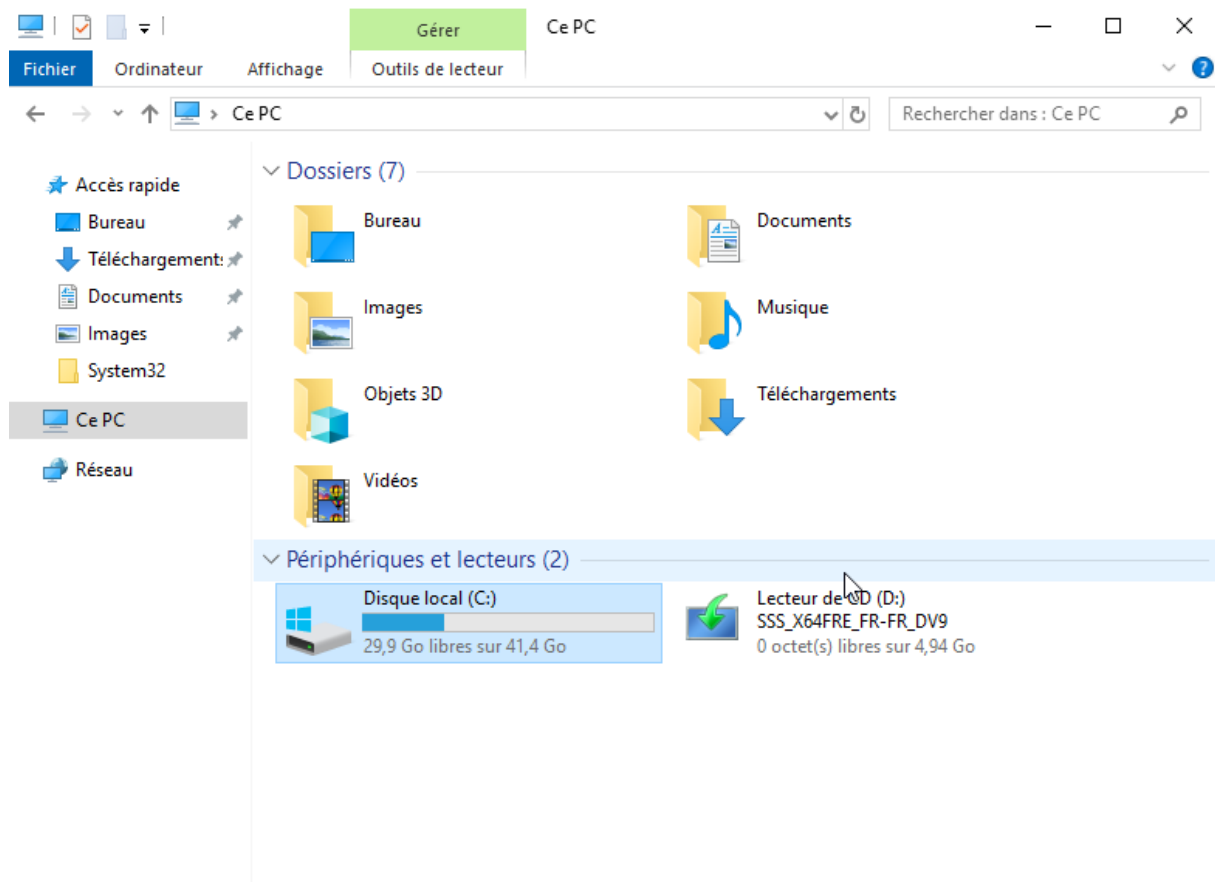 Gérer
Ce PC
Fichier
Ordinateur
Affichage
Outils de lecteur
Ce PC
Rechercher dans : Ce PC
Accès rapide
Bureau
Téléchargements
Documents
Images
System32
Ce PC
Réseau
Dossiers (7)
Bureau
Documents
Images
Musique
Objets 3D
Téléchargements
Vidéos
Périphériques et lecteurs (2)
Disque local (C:)
29,9 Go libres sur 41,4 Go
Lecteur de CD (D:)
SSS_X64FRE_FR-FR_DV9
0 octet(s) libres sur 4,94 Go